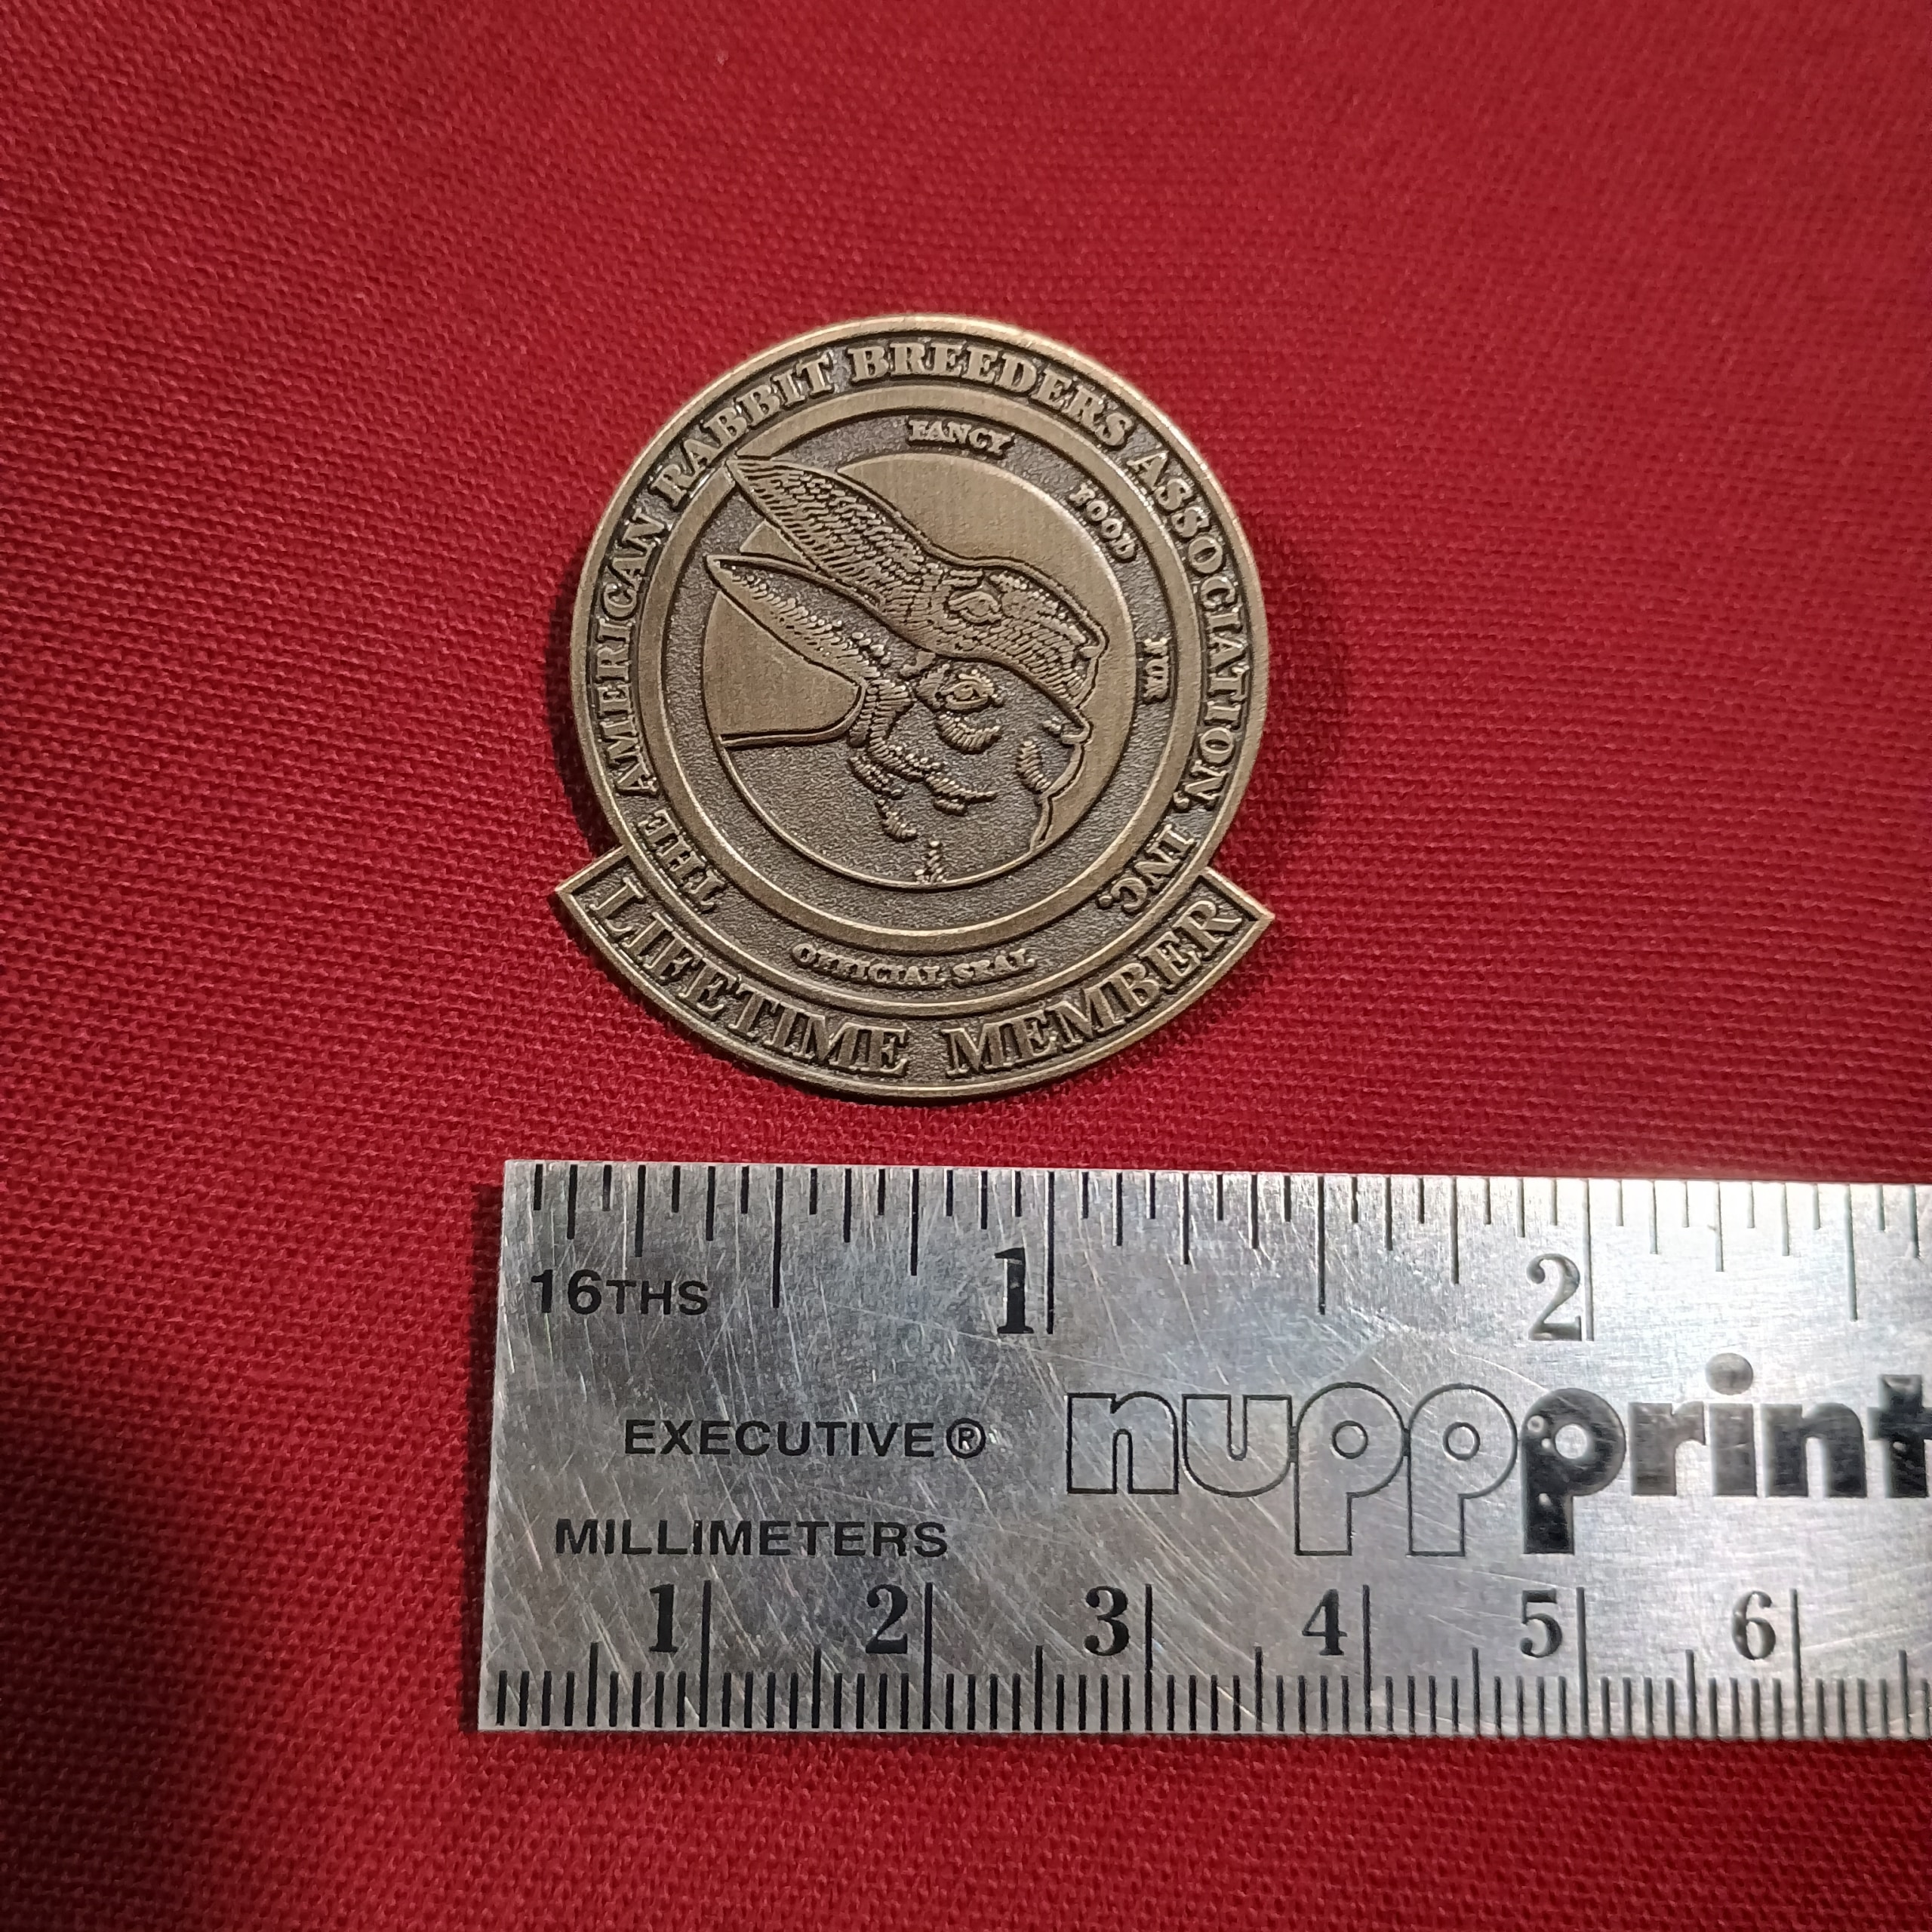 THE AMERICAN RABBIT BREEDERS ASSOCIATION, INC.
FANCY
FOOD
FUR
OFFICIAL SEAL
LIFETIME MEMBER
1 2
16THS
EXECUTIVE® nuppprint
MILLIMETERS
1 2 3 4 5 6